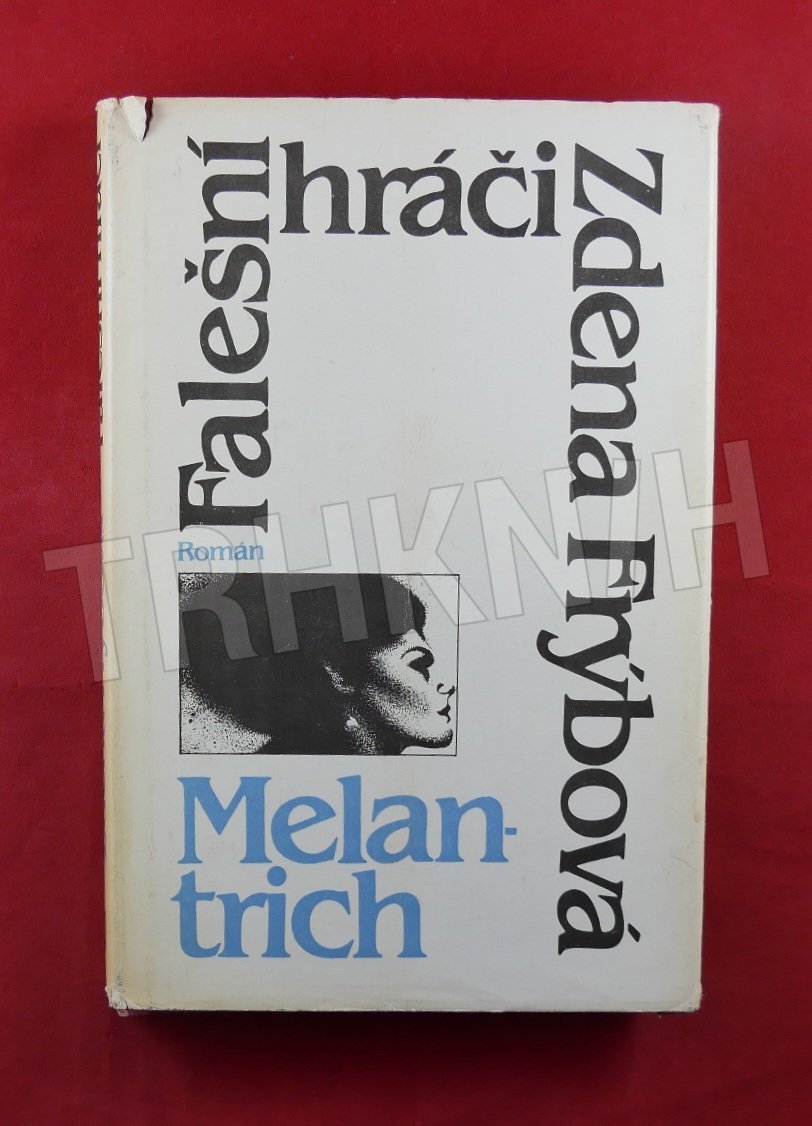 Falešní
hráči
Zdena Frýbová
Román
Melan-
trich
TRHKNIH